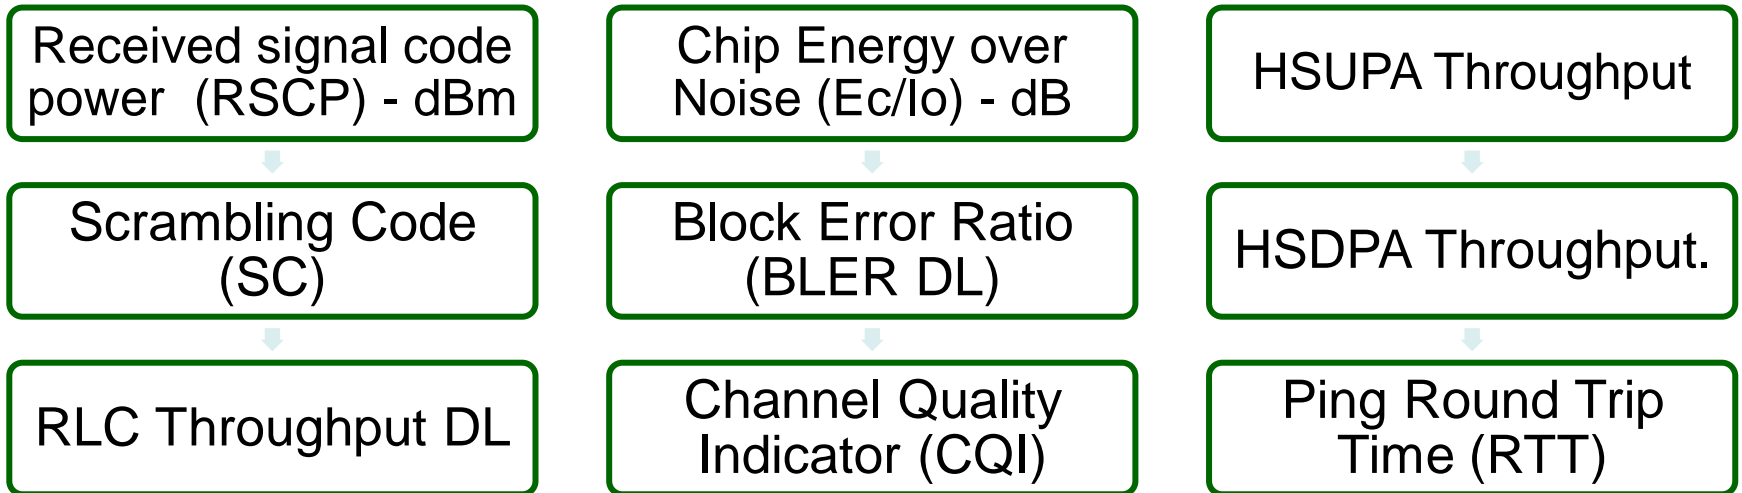 Received signal code
power (RSCP) - dBm
Scrambling Code
(SC)
RLC Throughput DL
Chip Energy over
Noise (Ec/Io) - dB
Block Error Ratio
(BLER DL)
Channel Quality
Indicator (CQI)
HSUPA Throughput
HSDPA Throughput.
Ping Round Trip
Time (RTT)